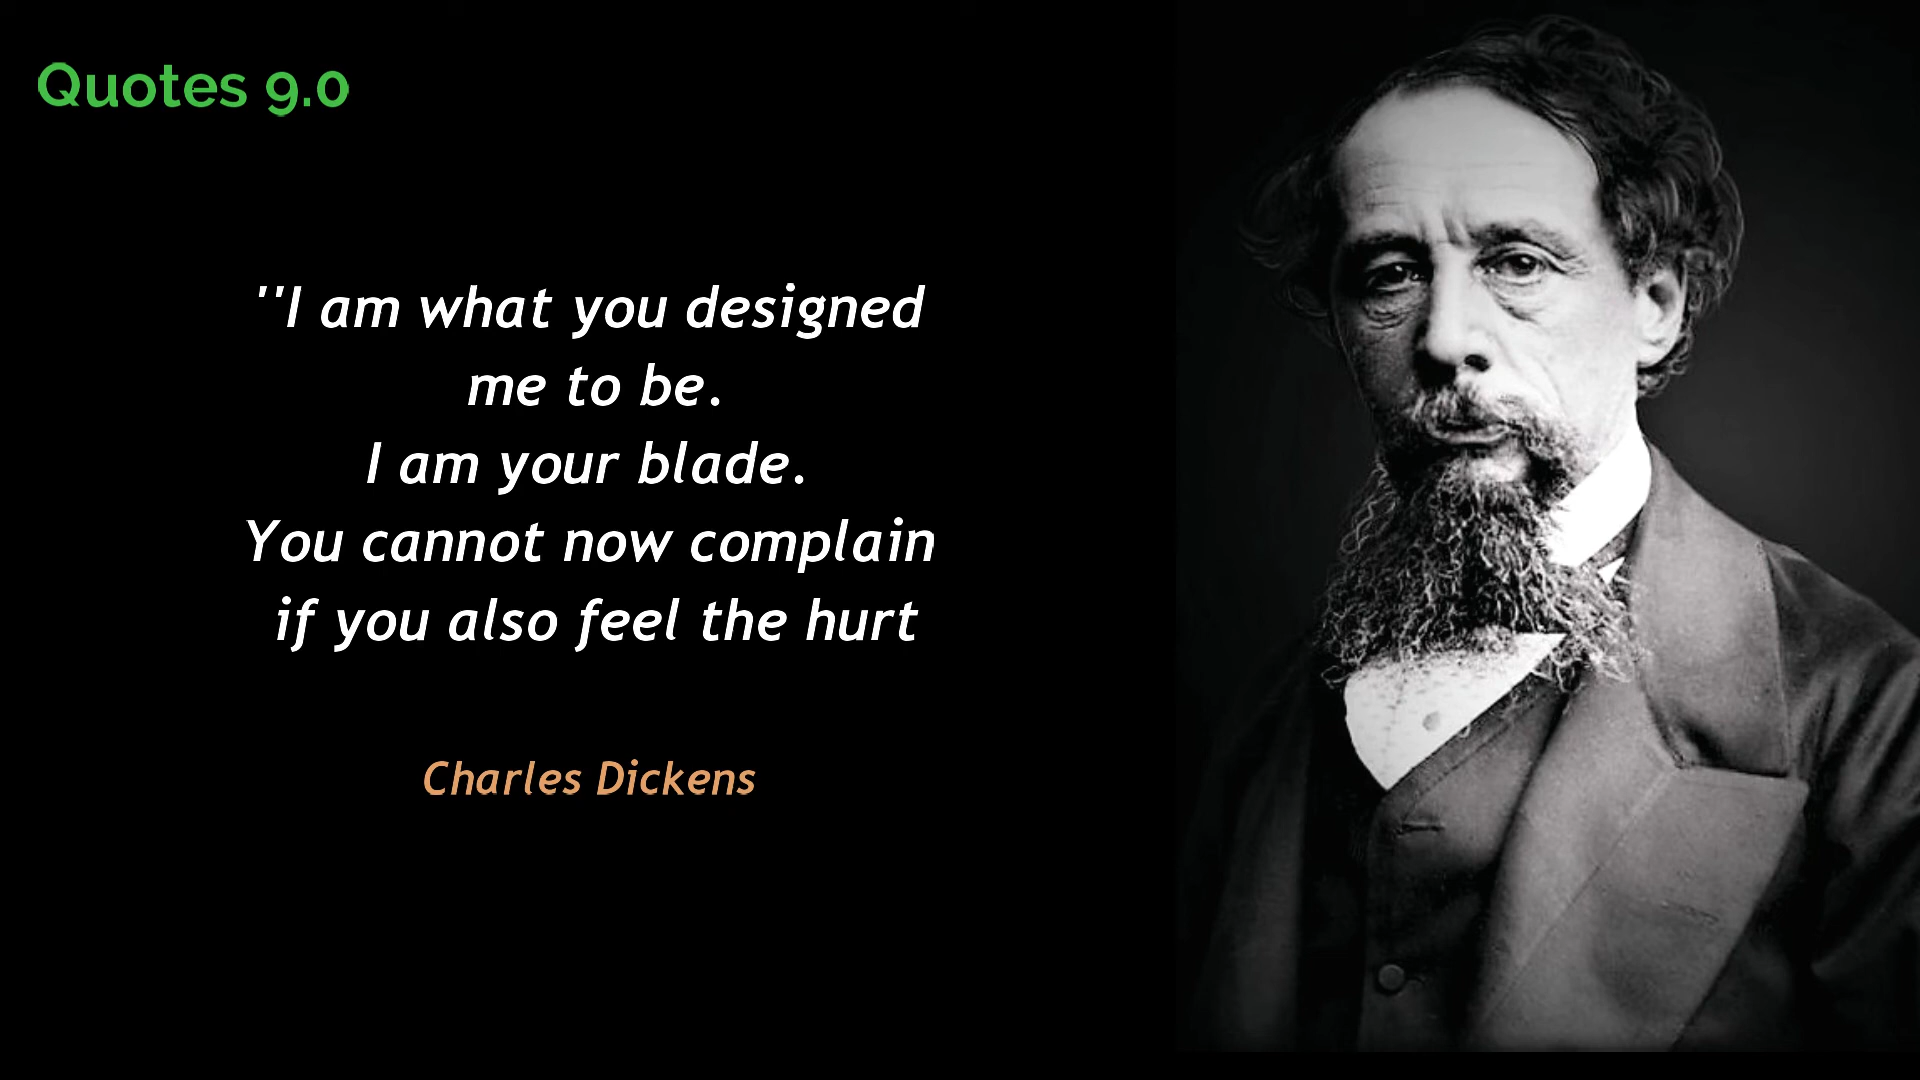 Quotes 9.0
''I am what you designed
me to be.
I am your blade.
You cannot now complain
if you also feel the hurt
Charles Dickens